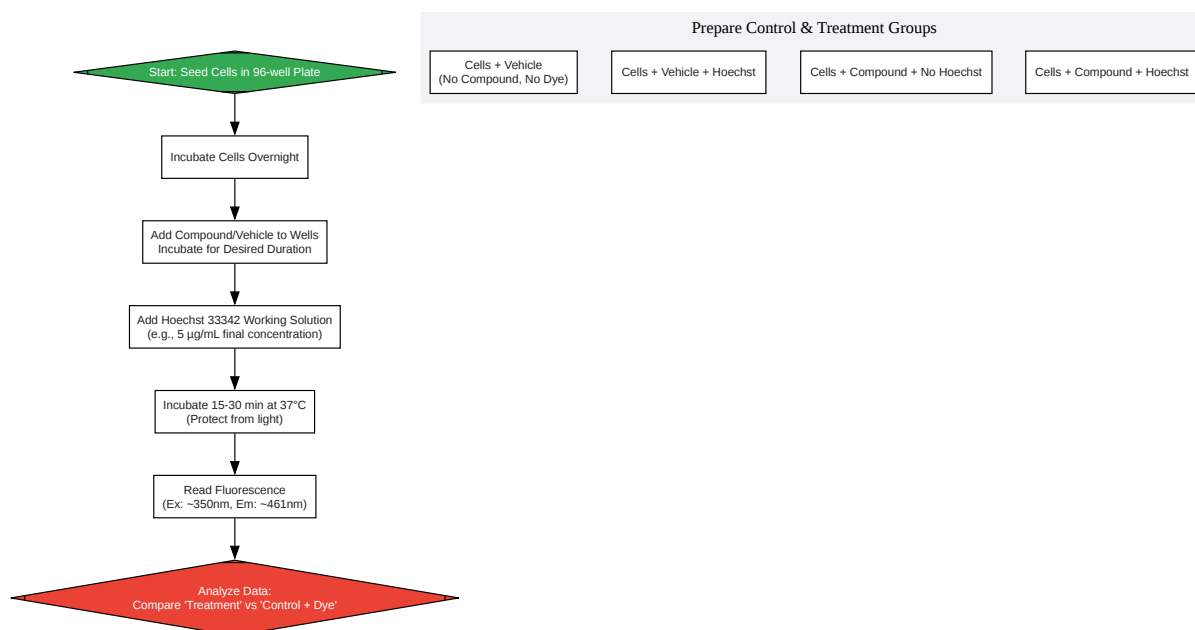 Prepare Control & Treatment Groups
Cells + Vehicle
(No Compound, No Dye)
Cells + Vehicle + Hoechst
Cells + Compound + No Hoechst
Cells + Compound + Hoechst
Start: Seed Cells in 96-well Plate
Incubate Cells Overnight
Add Compound/Vehicle to Wells
Incubate for Desired Duration
Add Hoechst 33342 Working Solution
(e.g., 5 µg/mL final concentration)
Incubate 15-30 min at 37°C
(Protect from light)
Read Fluorescence
(Ex: ~350nm, Em: ~461nm)
Analyze Data:
Compare 'Treatment' vs 'Control + Dye'